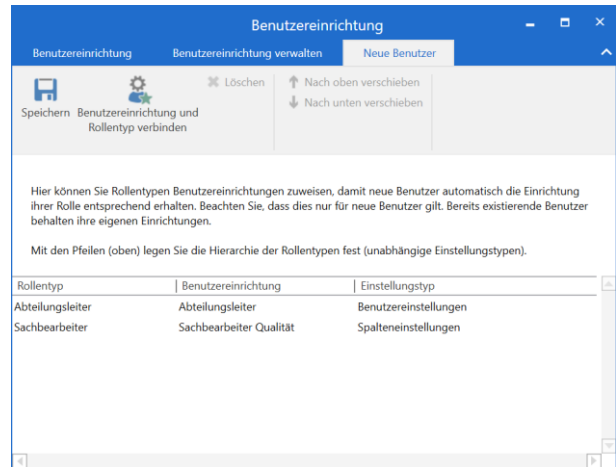 Benutzereinrichtung
Benutzereinrichtung Benutzereinrichtung verwalten Neue Benutzer
Speichern
Benutzereinrichtung und
Rollentyp verbinden
Löschen
Nach oben verschieben
Nach unten verschieben
Hier können Sie Rollentypen Benutzereinrichtungen zuweisen, damit neue Benutzer automatisch die Einrichtung
ihrer Rolle entsprechend erhalten. Beachten Sie, dass dies nur für neue Benutzer gilt. Bereits existierende Benutzer
behalten ihre eigenen Einrichtungen.
Mit den Pfeilen (oben) legen Sie die Hierarchie der Rollentypen fest (unabhängige Einstellungstypen).
Rollentyp Benutzereinrichtung Einstellungstyp
Abteilungsleiter Abteilungsleiter Benutzereinstellungen
Sachbearbeiter Sachbearbeiter Qualität Spalteneinstellungen